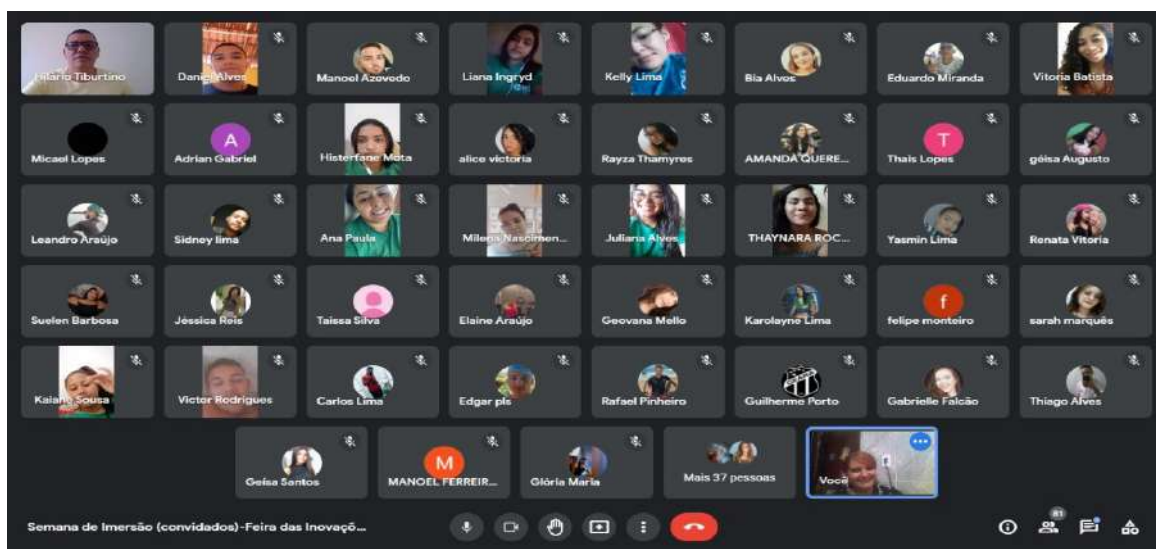 Hilário Tiburtino
Daniel Alves
Manoel Azevedo
Liana Ingryd
Kelly Lima
Bia Alves
Eduardo Miranda
Vitoria Batista
Micael Lopes
A
Adrian Gabriel
Histerfane Mota
alice victoria
Rayza Thamyres
AMANDA QUERE...
T
Thais Lopes
géisa Augusto
Leandro Araújo
Sidney lima
Ana Paula
Milena Nascimen...
Juliana Alves
THAYNARA ROC...
Yasmin Lima
Renata Vitoria
Suelen Barbosa
Jéssica Reis
Taissa Silva
Elaine Araújo
Geovana Mello
Karolayne Lima
f
felipe monteiro
sarah marques
Kaiane Sousa
Victor Rodrigues
Carlos Lima
Edgar pls
Rafael Pinheiro
Guilherme Porto
Gabrielle Falcão
Thiago Alves
Geisa Santos
M
MANOEL FERREIR...
Glória Maria
Mais 37 pessoas
Você
Semana de Imersão (convidados)-Feira das Inovaçõ...
81